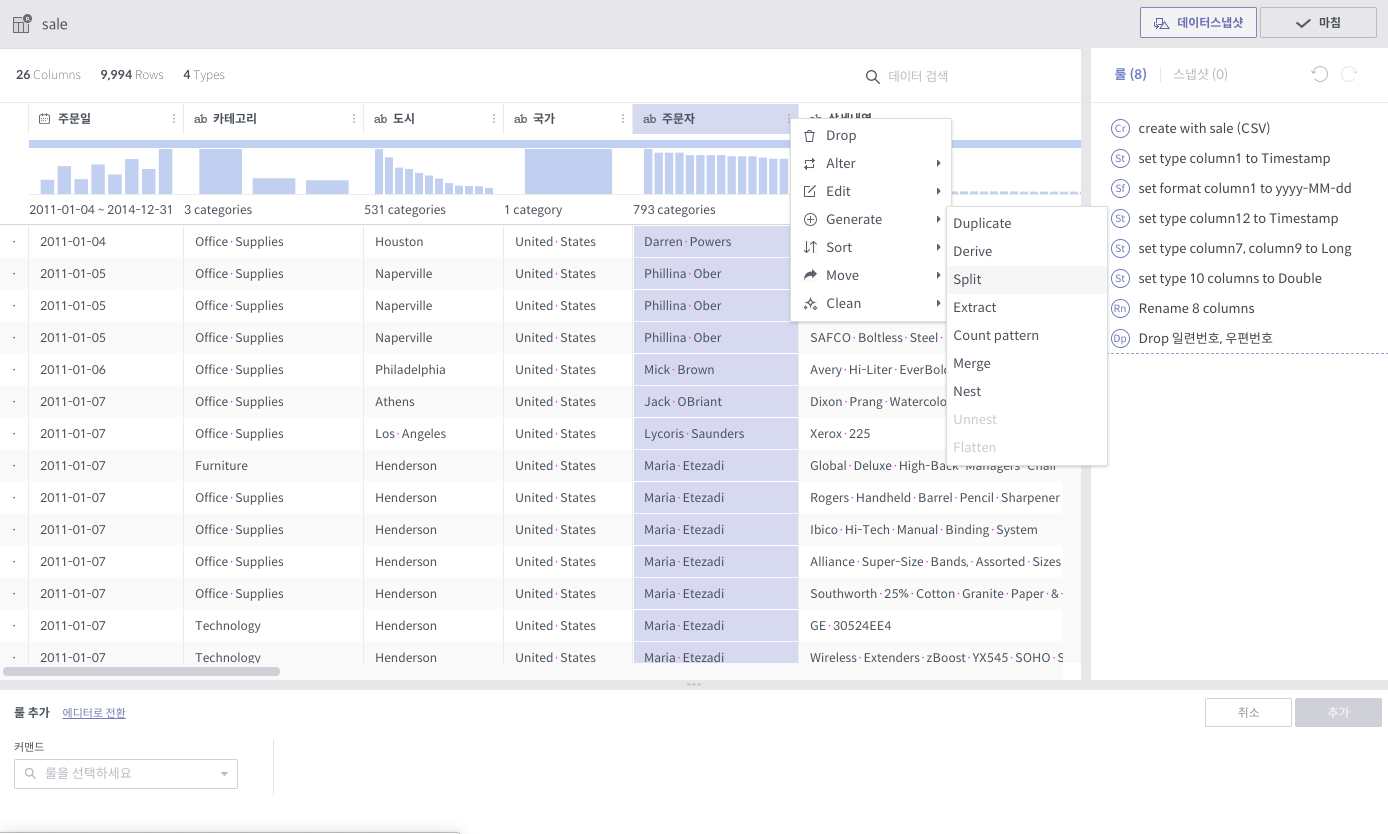 sale
데이터스냅샷
마침
26 Columns 9,994 Rows 4 Types
데이터 검색
룰 (8) 스냅샷 (0)
주문일
ab 카테고리
ab 도시
ab 국가
ab 주문자
2011-01-04 ~ 2014-12-31
3 categories
531 categories
1 category
793 categories
2011-01-04 Office·Supplies Houston United·States Darren·Powers
2011-01-05 Office·Supplies Naperville United·States Phillina·Ober
2011-01-05 Office·Supplies Naperville United·States Phillina·Ober
2011-01-05 Office·Supplies Naperville United·States Phillina·Ober SAFCO·Boltless·Steel·
2011-01-06 Office·Supplies Philadelphia United·States Mick·Brown Avery·Hi-Liter·EverBold
2011-01-07 Office·Supplies Athens United·States Jack·OBriant Dixon·Prang·Watercolo
2011-01-07 Office·Supplies Los·Angeles United·States Lycoris·Saunders Xerox·225
2011-01-07 Furniture Henderson United·States Maria·Etezadi Global·Deluxe·High-Back·Managers·Chair
2011-01-07 Office·Supplies Henderson United·States Maria·Etezadi Rogers·Handheld·Barrel·Pencil·Sharpener
2011-01-07 Office·Supplies Henderson United·States Maria·Etezadi Ibico·Hi-Tech·Manual·Binding·System
2011-01-07 Office·Supplies Henderson United·States Maria·Etezadi Alliance·Super-Size·Bands,·Assorted·Sizes
2011-01-07 Office·Supplies Henderson United·States Maria·Etezadi Southworth·25%·Cotton·Granite·Paper·&·
2011-01-07 Technology Henderson United·States Maria·Etezadi GE·30524EE4
2011-01-07 Technology Henderson United·States Maria·Etezadi Wireless·Extenders·zBoost·YX545·SOHO·S
Drop
Alter
Edit
Generate
Sort
Move
Clean
Duplicate
Derive
Split
Extract
Count pattern
Merge
Nest
Unnest
Flatten
Cr create with sale (CSV)
St set type column1 to Timestamp
Sf set format column1 to yyyy-MM-dd
St set type column12 to Timestamp
St set type column7, column9 to Long
St set type 10 columns to Double
Rn Rename 8 columns
Dp Drop 일련번호, 우편번호
룰 추가 에디터로 전환
취소
추가
커맨드
룰을 선택하세요